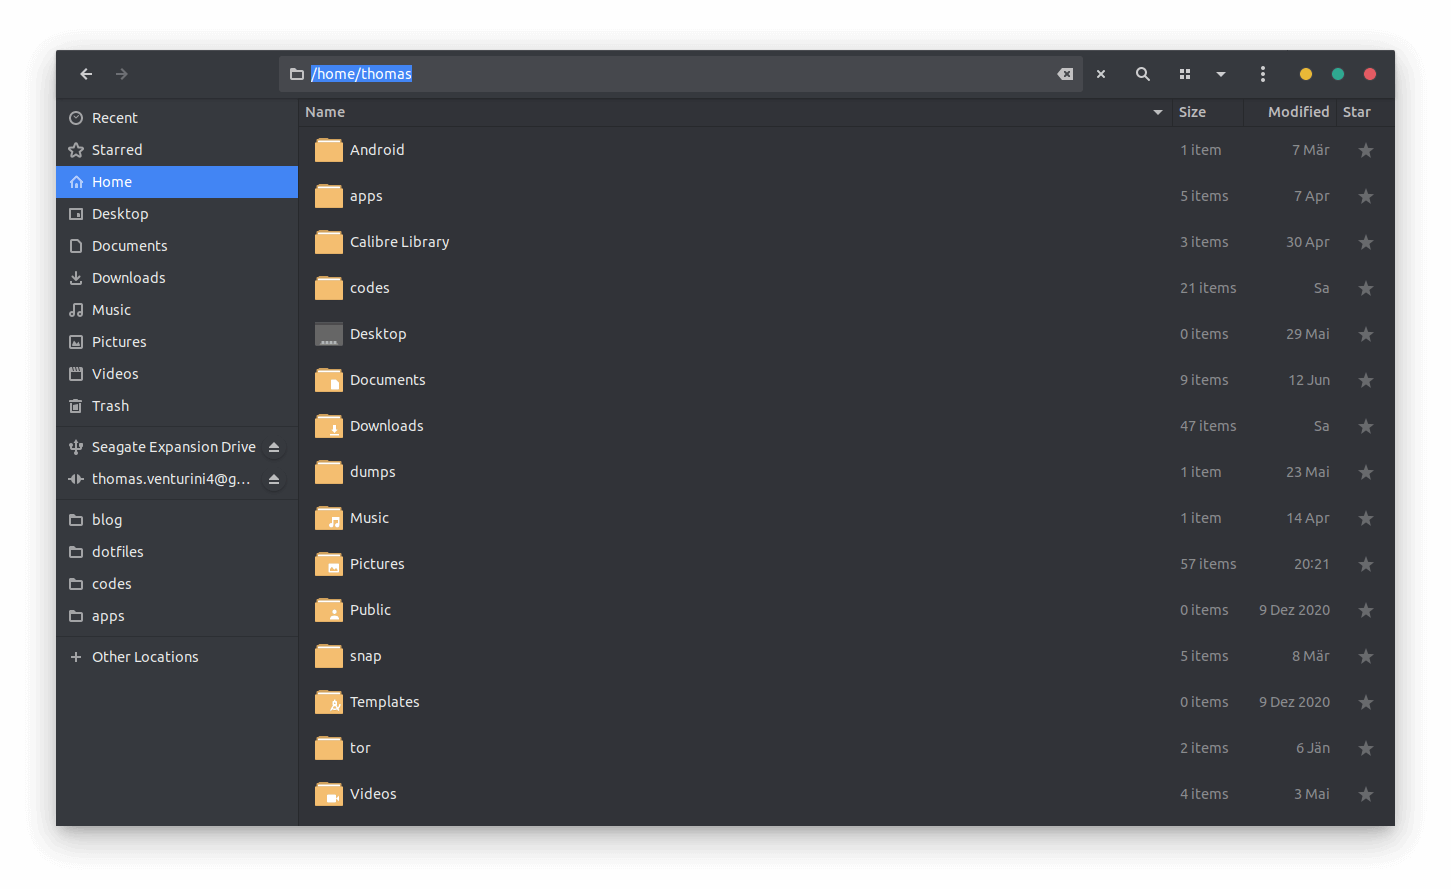 /home/thomas
Recent
Starred
Home
Desktop
Documents
Downloads
Music
Pictures
Videos
Trash
Seagate Expansion Drive
thomas.venturini4@g...
blog
dotfiles
codes
apps
Other Locations
Name Size Modified Star
Android 1 item 7 Mär
apps 5 items 7 Apr
Calibre Library 3 items 30 Apr
codes 21 items Sa
Desktop 0 items 29 Mai
Documents 9 items 12 Jun
Downloads 47 items Sa
dumps 1 item 23 Mai
Music 1 item 14 Apr
Pictures 57 items 20:21
Public 0 items 9 Dez 2020
snap 5 items 8 Mär
Templates 0 items 9 Dez 2020
tor 2 items 6 Jän
Videos 4 items 3 Mai